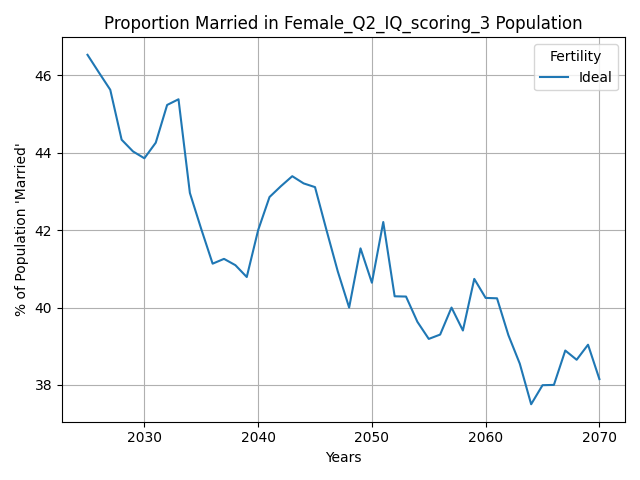 Proportion Married in Female_Q2_IQ_scoring_3 Population
Fertility
Ideal
% of Population 'Married'
46
44
42
40
38
2030
2040
2050
2060
2070
Years